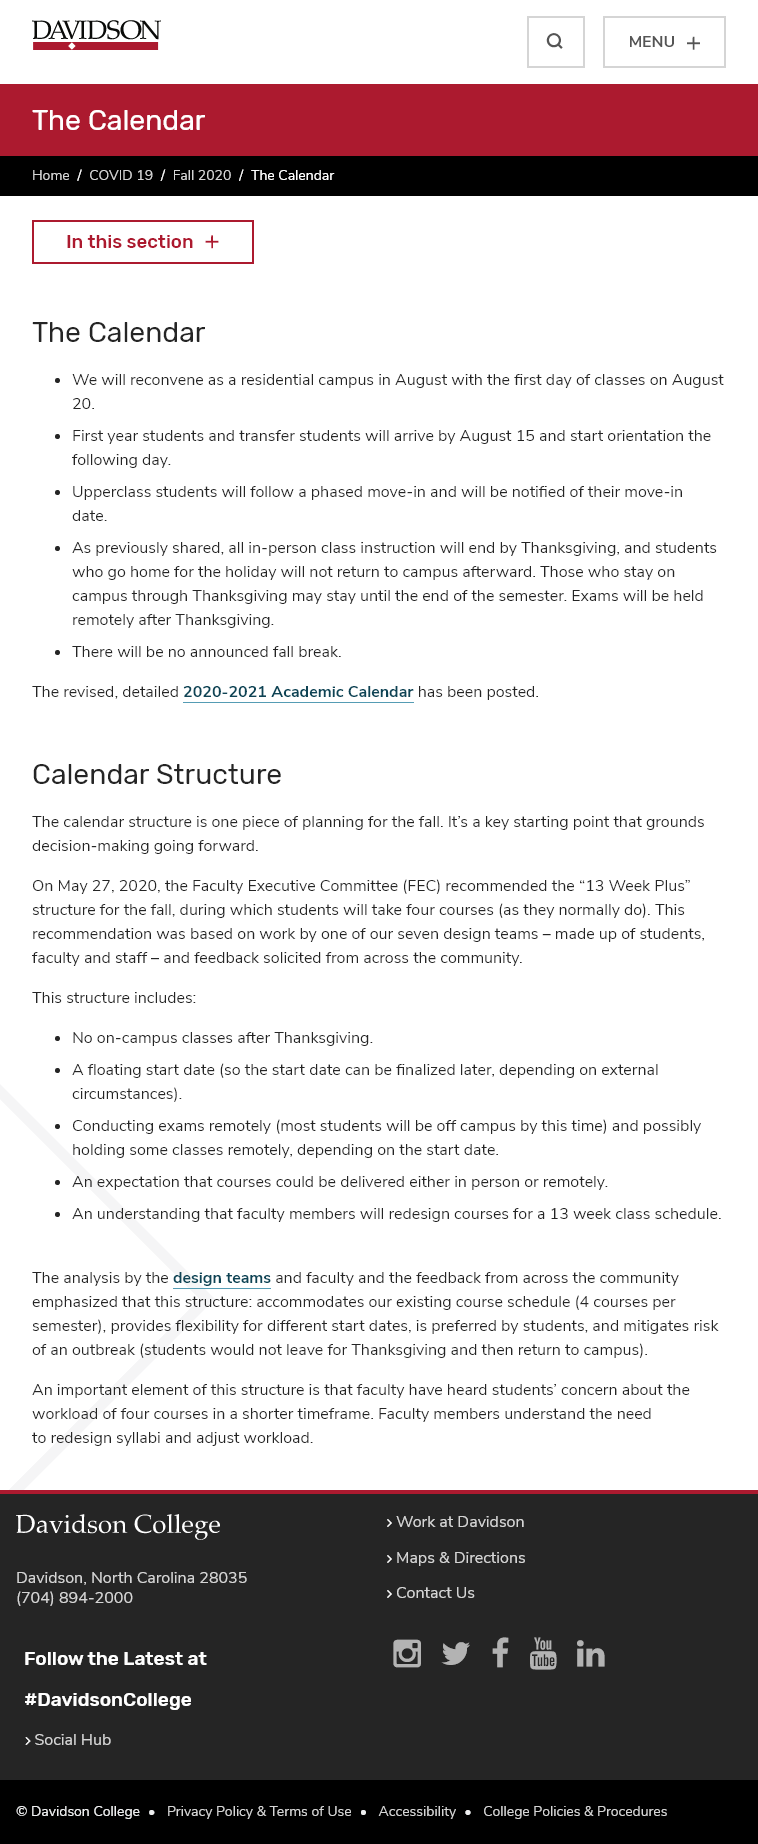 DAVIDSON
MENU
The Calendar
Home / COVID 19 / Fall 2020 / The Calendar
In this section
The Calendar
• We will reconvene as a residential campus in August with the first day of classes on August
20.
• First year students and transfer students will arrive by August 15 and start orientation the
following day.
• Upperclass students will follow a phased move-in and will be notified of their move-in
date.
• As previously shared, all in-person class instruction will end by Thanksgiving, and students
who go home for the holiday will not return to campus afterward. Those who stay on
campus through Thanksgiving may stay until the end of the semester. Exams will be held
remotely after Thanksgiving.
• There will be no announced fall break.
The revised, detailed 2020-2021 Academic Calendar has been posted.
Calendar Structure
The calendar structure is one piece of planning for the fall. It’s a key starting point that grounds
decision-making going forward.
On May 27, 2020, the Faculty Executive Committee (FEC) recommended the “13 Week Plus”
structure for the fall, during which students will take four courses (as they normally do). This
recommendation was based on work by one of our seven design teams – made up of students,
faculty and staff – and feedback solicited from across the community.
This structure includes:
• No on-campus classes after Thanksgiving.
• A floating start date (so the start date can be finalized later, depending on external
circumstances).
• Conducting exams remotely (most students will be off campus by this time) and possibly
holding some classes remotely, depending on the start date.
• An expectation that courses could be delivered either in person or remotely.
• An understanding that faculty members will redesign courses for a 13 week class schedule.
The analysis by the design teams and faculty and the feedback from across the community
emphasized that this structure: accommodates our existing course schedule (4 courses per
semester), provides flexibility for different start dates, is preferred by students, and mitigates risk
of an outbreak (students would not leave for Thanksgiving and then return to campus).
An important element of this structure is that faculty have heard students’ concern about the
workload of four courses in a shorter timeframe. Faculty members understand the need
to redesign syllabi and adjust workload.
Davidson College
Davidson, North Carolina 28035
(704) 894-2000
Follow the Latest at
#DavidsonCollege
Social Hub
Work at Davidson
Maps & Directions
Contact Us
You
Tube
© Davidson College • Privacy Policy & Terms of Use • Accessibility • College Policies & Procedures